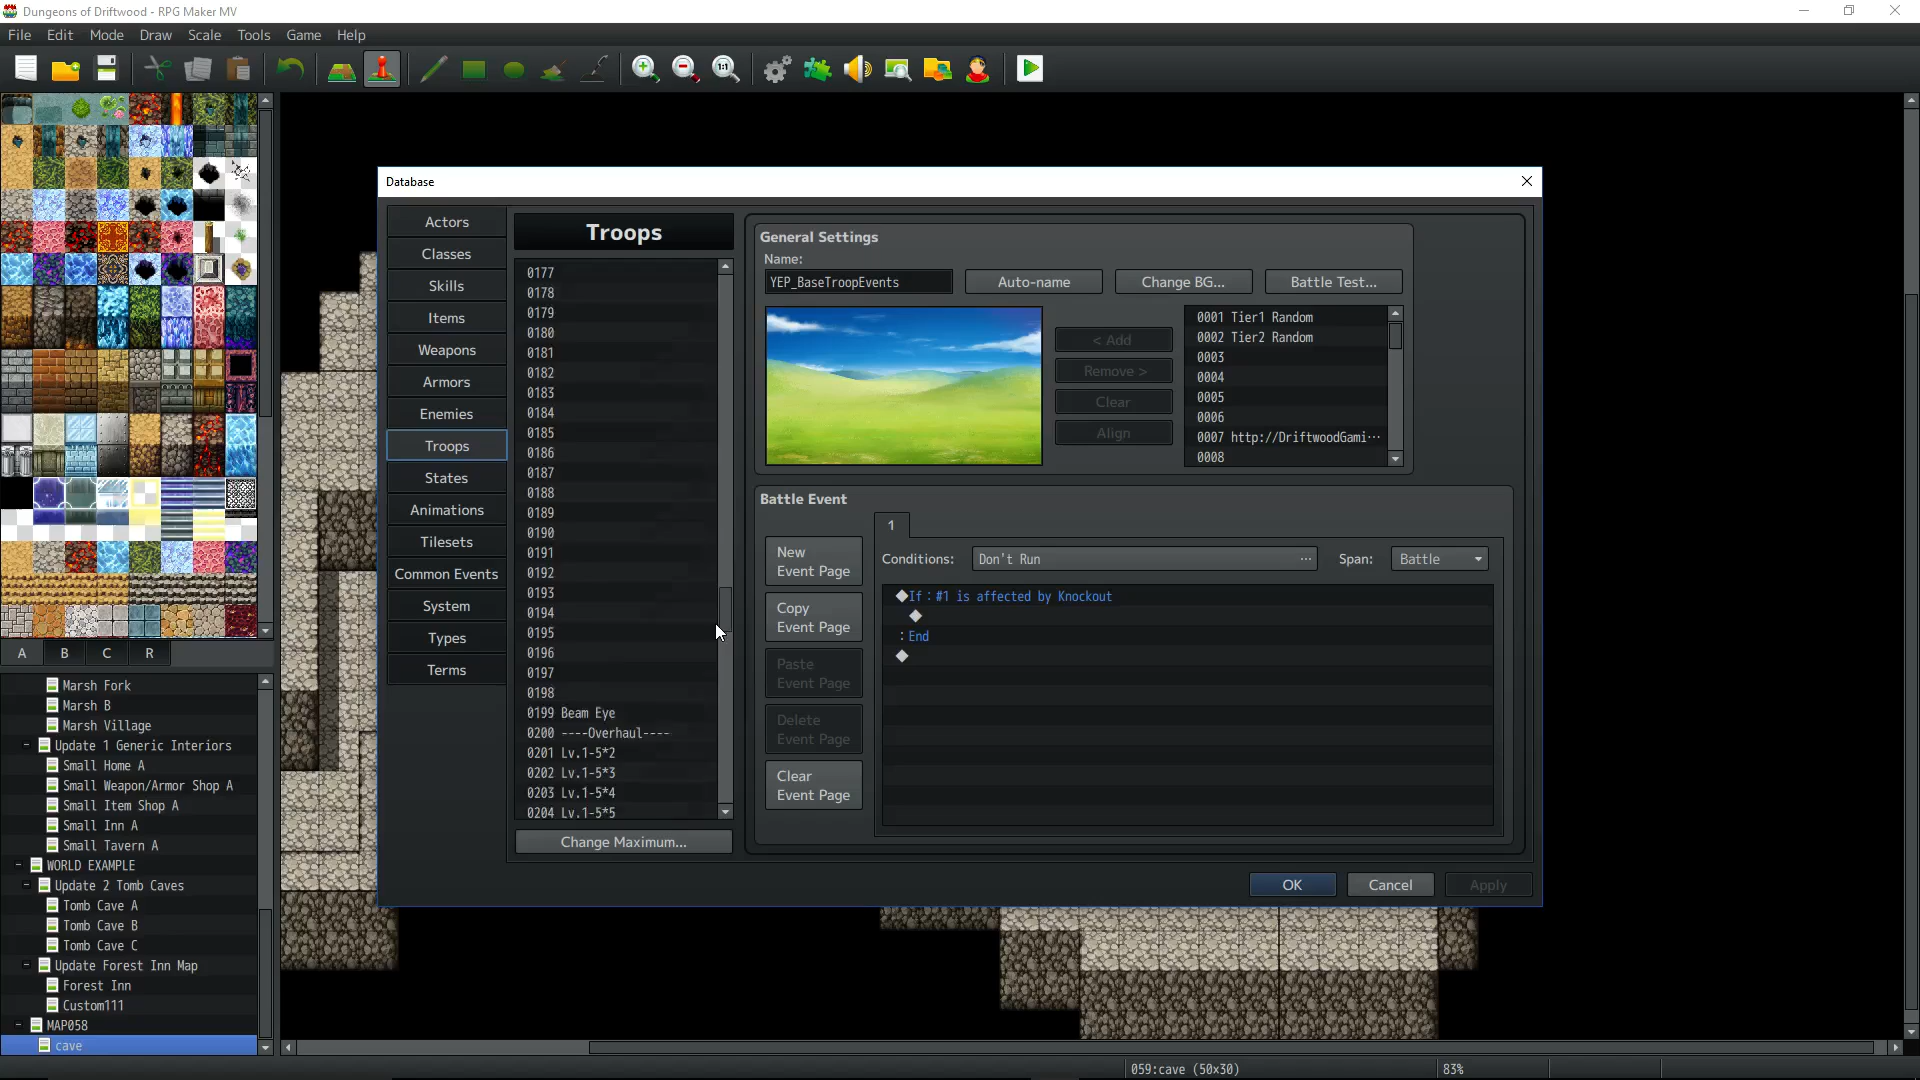 Dungeons of Driftwood - RPG Maker MV
File Edit Mode Draw Scale Tools Game Help
Database
Actors
Classes
Skills
Items
Weapons
Armors
Enemies
Troops
States
Animations
Tilesets
Common Events
System
Types
Terms
Troops
0177
0178
0179
0180
0181
0182
0183
0184
0185
0186
0187
0188
0189
0190
0191
0192
0193
0194
0195
0196
0197
0198
0199 Beam Eye
0200 ----Overhaul----
0201 Lv.1-5*2
0202 Lv.1-5*3
0203 Lv.1-5*4
0204 Lv.1-5*5
Change Maximum...
General Settings
Name:
YEP_BaseTroopEvents
Auto-name
Change BG...
Battle Test...
< Add
Remove >
Clear
Align
0001 Tier1 Random
0002 Tier2 Random
0003
0004
0005
0006
0007 http://DriftwoodGami...
0008
Battle Event
1
New
Event Page
Copy
Event Page
Paste
Event Page
Delete
Event Page
Clear
Event Page
Conditions: Don't Run ... Span: Battle
◆If : #1 is affected by Knockout
◆
: End
◆
OK
Cancel
Apply
A B C R
Marsh Fork
Marsh B
Marsh Village
Update 1 Generic Interiors
Small Home A
Small Weapon/Armor Shop A
Small Item Shop A
Small Inn A
Small Tavern A
WORLD EXAMPLE
Update 2 Tomb Caves
Tomb Cave A
Tomb Cave B
Tomb Cave C
Update Forest Inn Map
Forest Inn
Custom111
MAP058
cave
059:cave (50x30)
83%